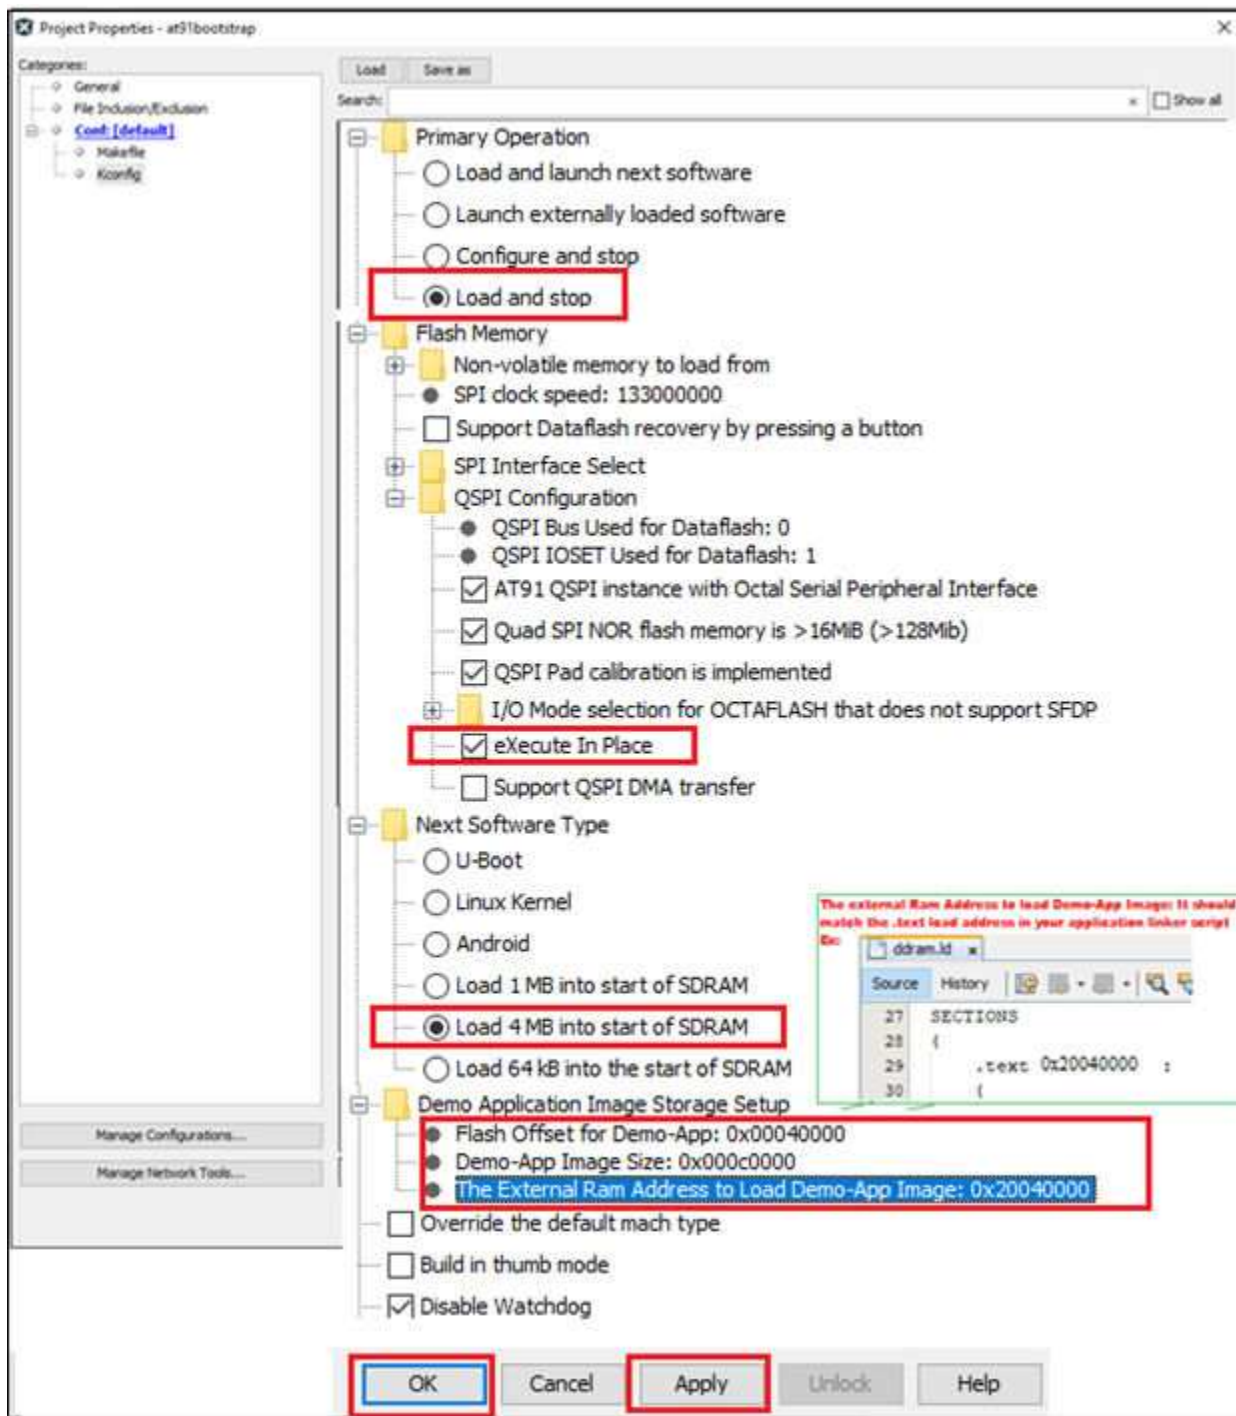 Project Properties - at91bootstrap
Categories:
General
File Inclusion/Exclusion
Conf: [default]
Makefile
Kconfig
Manage Configurations...
Manage Network Tools...
Load Save as
Search: Show all
Primary Operation
Load and launch next software
Launch externally loaded software
Configure and stop
Load and stop
Flash Memory
Non-volatile memory to load from
SPI clock speed: 133000000
Support Dataflash recovery by pressing a button
SPI Interface Select
QSPI Configuration
QSPI Bus Used for Dataflash: 0
QSPI IOSET Used for Dataflash: 1
AT91 QSPI instance with Octal Serial Peripheral Interface
Quad SPI NOR flash memory is >16MiB (>128Mib)
QSPI Pad calibration is implemented
I/O Mode selection for OCTAFLASH that does not support SFDP
eXecute In Place
Support QSPI DMA transfer
Next Software Type
U-Boot
Linux Kernel
Android
Load 1 MB into start of SDRAM
Load 4 MB into start of SDRAM
Load 64 kB into the start of SDRAM
The external Ram Address to load Demo-App Image: It should
match the .text load address in your application linker script
Ex:
ddram.ld
Source History
27 SECTIONS
28 {
29 .text 0x20040000 :
30 {
Demo Application Image Storage Setup
Flash Offset for Demo-App: 0x00040000
Demo-App Image Size: 0x000c0000
The External Ram Address to Load Demo-App Image: 0x20040000
Override the default mach type
Build in thumb mode
Disable Watchdog
OK Cancel Apply Unlock Help